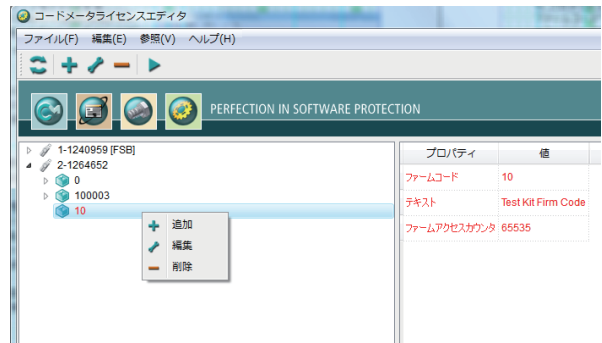 コードメータライセンスエディタ
ファイル(F) 編集(E) 参照(V) ヘルプ(H)
PERFECTION IN SOFTWARE PROTECTION
1-1240959 [FSB]
2-1264652
0
100003
10
追加
編集
削除
プロパティ 値
ファームコード 10
テキスト Test Kit Firm Code
ファームアクセスカウンタ 65535